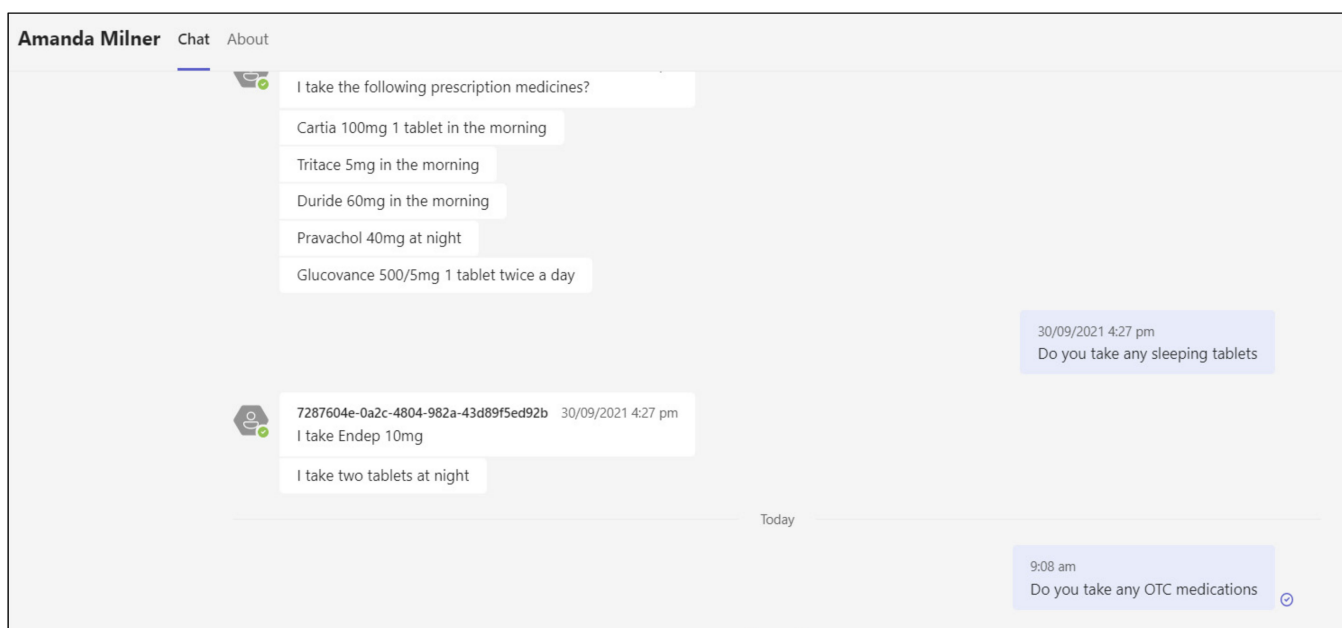 Amanda Milner Chat About
I take the following prescription medicines?
Cartia 100mg 1 tablet in the morning
Tritace 5mg in the morning
Duride 60mg in the morning
Pravachol 40mg at night
Glucovance 500/5mg 1 tablet twice a day
30/09/2021 4:27 pm
Do you take any sleeping tablets
7287604e-0a2c-4804-982a-43d89f5ed92b 30/09/2021 4:27 pm
I take Endep 10mg
I take two tablets at night
Today
9:08 am
Do you take any OTC medications